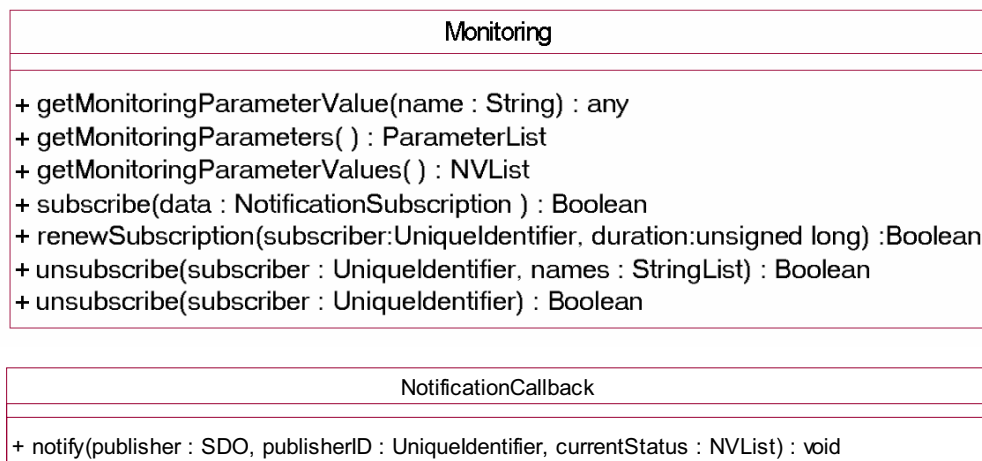 Monitoring
+ getMonitoringParameterValue(name : String) : any
+ getMonitoringParameters( ) : ParameterList
+ getMonitoringParameterValues( ) : NVList
+ subscribe(data : NotificationSubscription ) : Boolean
+ renewSubscription(subscriber:UniqueIdentifier, duration:unsigned long) :Boolean
+ unsubscribe(subscriber : UniqueIdentifier, names : StringList) : Boolean
+ unsubscribe(subscriber : UniqueIdentifier) : Boolean
NotificationCallback
+ notify(publisher : SDO, publisherID : UniqueIdentifier, currentStatus : NVList) : void